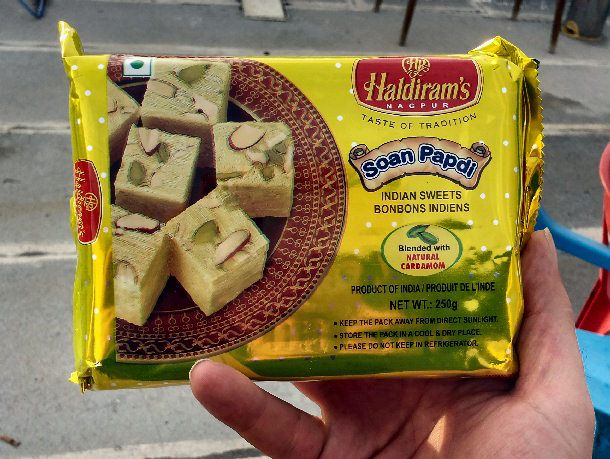 Haldiram's
NAGPUR
TASTE OF TRADITION
Soan Papdi
INDIAN SWEETS
BONBONS INDIENS
Blended with
NATURAL
CARDAMOM
PRODUCT OF INDIA / PRODUIT DE L'INDE
NET WT.: 250g
• KEEP THE PACK AWAY FROM DIRECT SUNLIGHT.
• STORE THE PACK IN A COOL & DRY PLACE.
• PLEASE DO NOT KEEP IN REFRIGERATOR.
Haldiram's